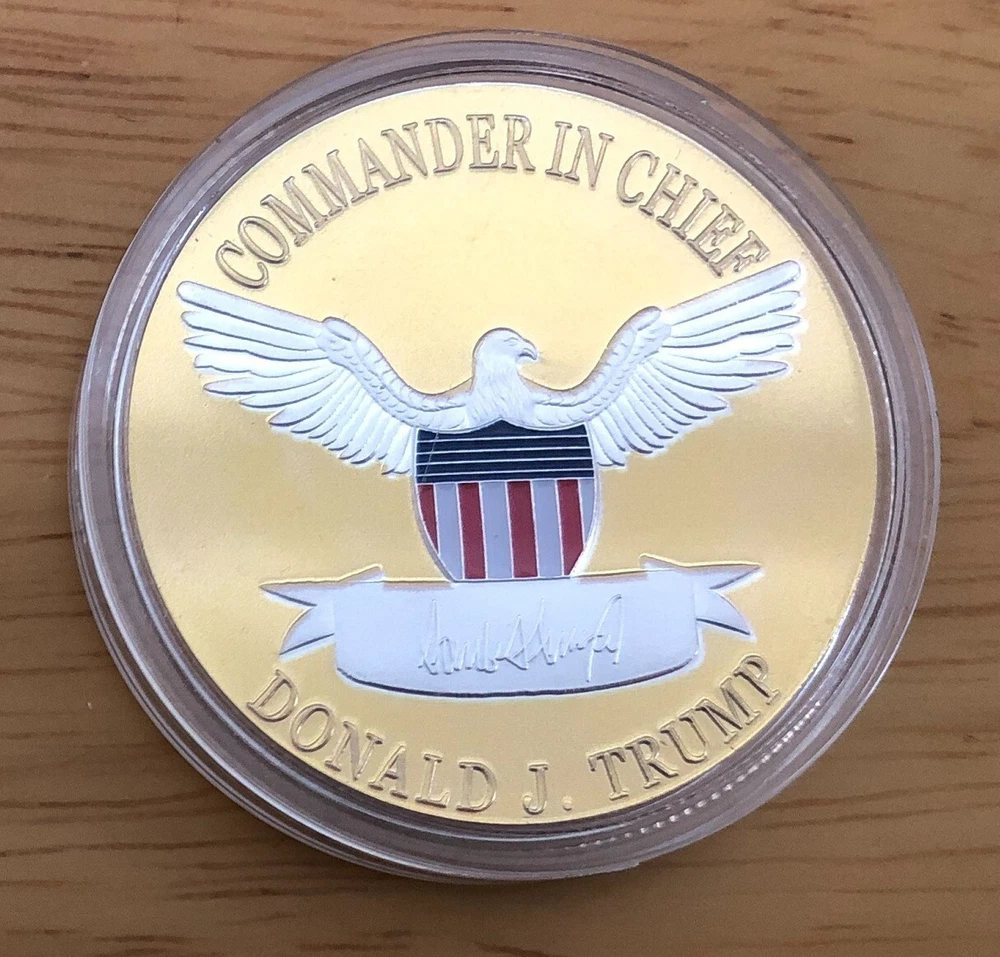 COMMANDER IN CHIEF
DONALD J. TRUMP